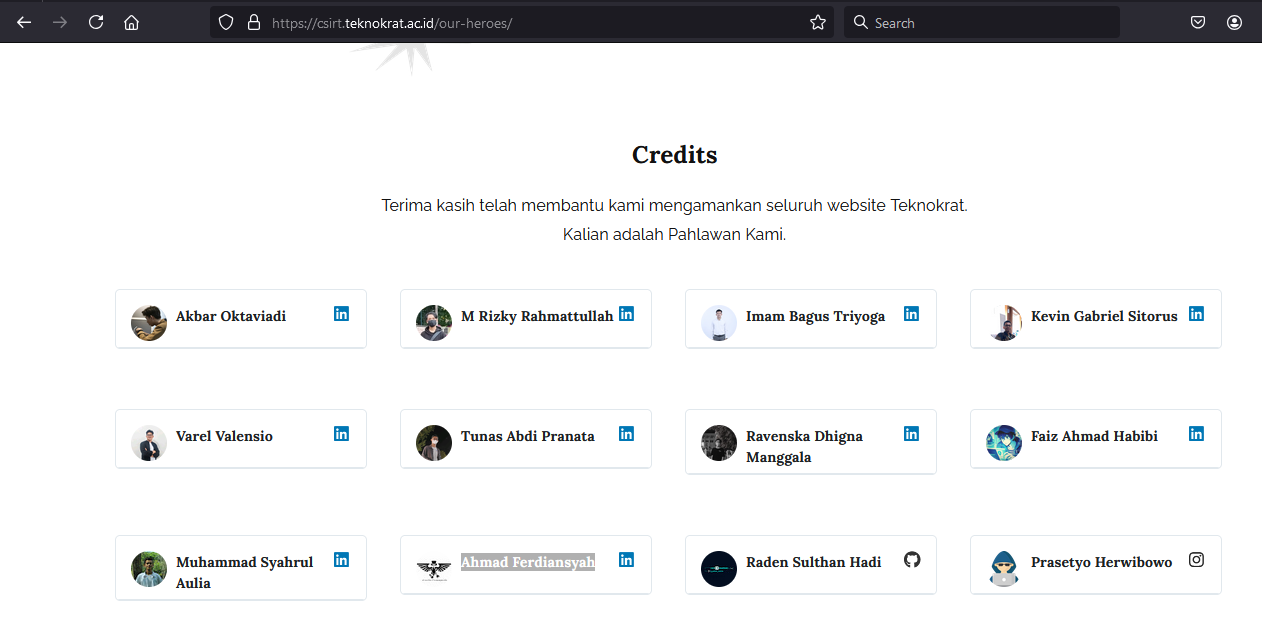 https://csirt.teknokrat.ac.id/our-heroes/
Search
Credits
Terima kasih telah membantu kami mengamankan seluruh website Teknokrat.
Kalian adalah Pahlawan Kami.
Akbar Oktaviadi
M Rizky Rahmattullah
Imam Bagus Triyoga
Kevin Gabriel Sitorus
Varel Valensio
Tunas Abdi Pranata
Ravenska Dhigna
Manggala
Faiz Ahmad Habibi
Muhammad Syahrul
Aulia
Ahmad Ferdiansyah
Raden Sulthan Hadi
Prasetyo Herwibowo